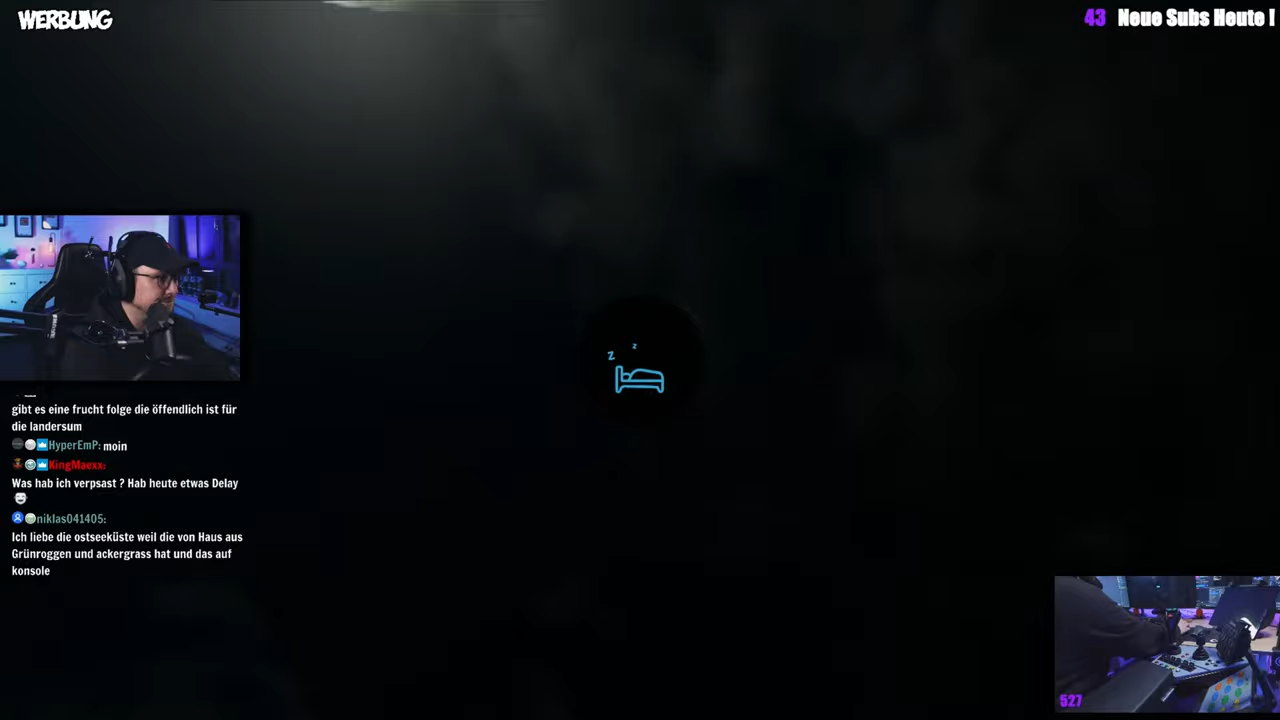 WERBUNG
43 Neue Subs Heute !
gibt es eine frucht folge die öffendlich ist für
die landersum
HyperEmP: moin
KingMaexx:
Was hab ich verpsast ? Hab heute etwas Delay
niklas041405:
Ich liebe die ostseeküste weil die von Haus aus
Grünroggen und ackergrass hat und das auf
konsole
z z
527